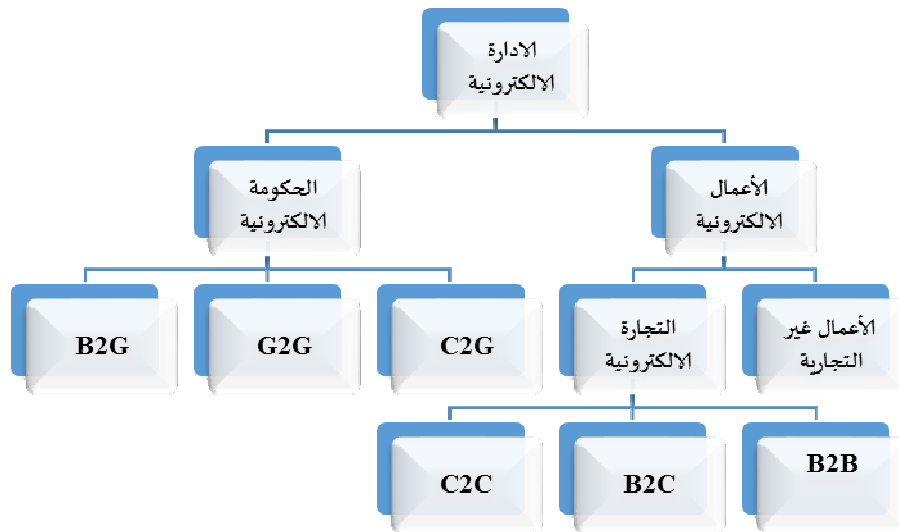 الادارة
الالكترونية
الأعمال
الالكترونية
الحكومة
الالكترونية
الأعمال غير
التجارية
التجارة
الالكترونية
C2G
G2G
B2G
B2B
B2C
C2C